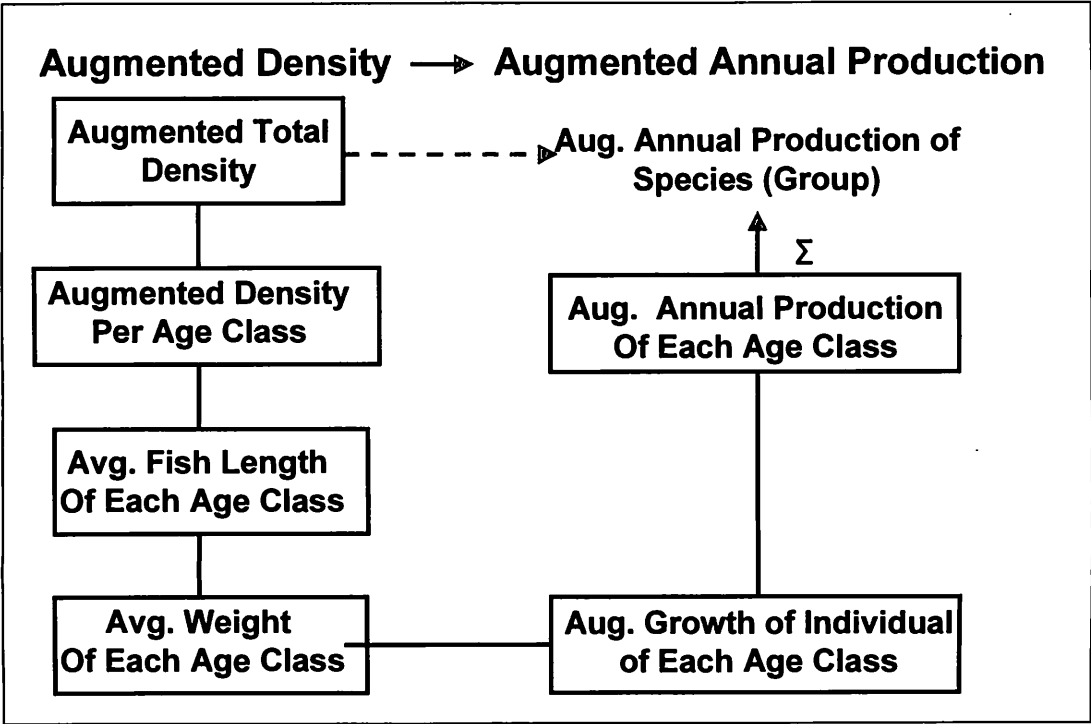 Augmented Density → Augmented Annual Production
Augmented Total
Density
Aug. Annual Production of
Species (Group)
Σ
Augmented Density
Per Age Class
Aug. Annual Production
Of Each Age Class
Avg. Fish Length
Of Each Age Class
Avg. Weight
Of Each Age Class
Aug. Growth of Individual
of Each Age Class